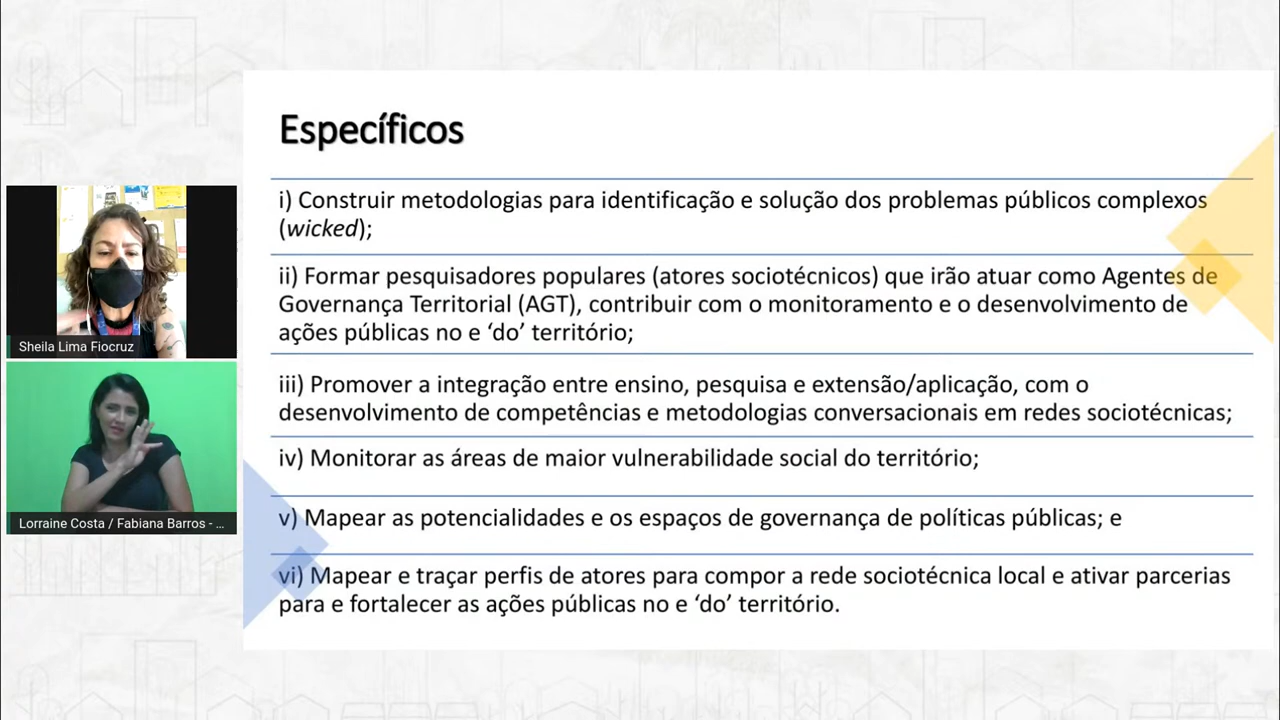 Específicos
i) Construir metodologias para identificação e solução dos problemas públicos complexos
(wicked);
ii) Formar pesquisadores populares (atores sociotécnicos) que irão atuar como Agentes de
Governança Territorial (AGT), contribuir com o monitoramento e o desenvolvimento de
ações públicas no e ‘do’ território;
iii) Promover a integração entre ensino, pesquisa e extensão/aplicação, com o
desenvolvimento de competências e metodologias conversacionais em redes sociotécnicas;
iv) Monitorar as áreas de maior vulnerabilidade social do território;
v) Mapear as potencialidades e os espaços de governança de políticas públicas; e
vi) Mapear e traçar perfis de atores para compor a rede sociotécnica local e ativar parcerias
para e fortalecer as ações públicas no e ‘do’ território.
Sheila Lima Fiocruz
Lorraine Costa / Fabiana Barros - ...